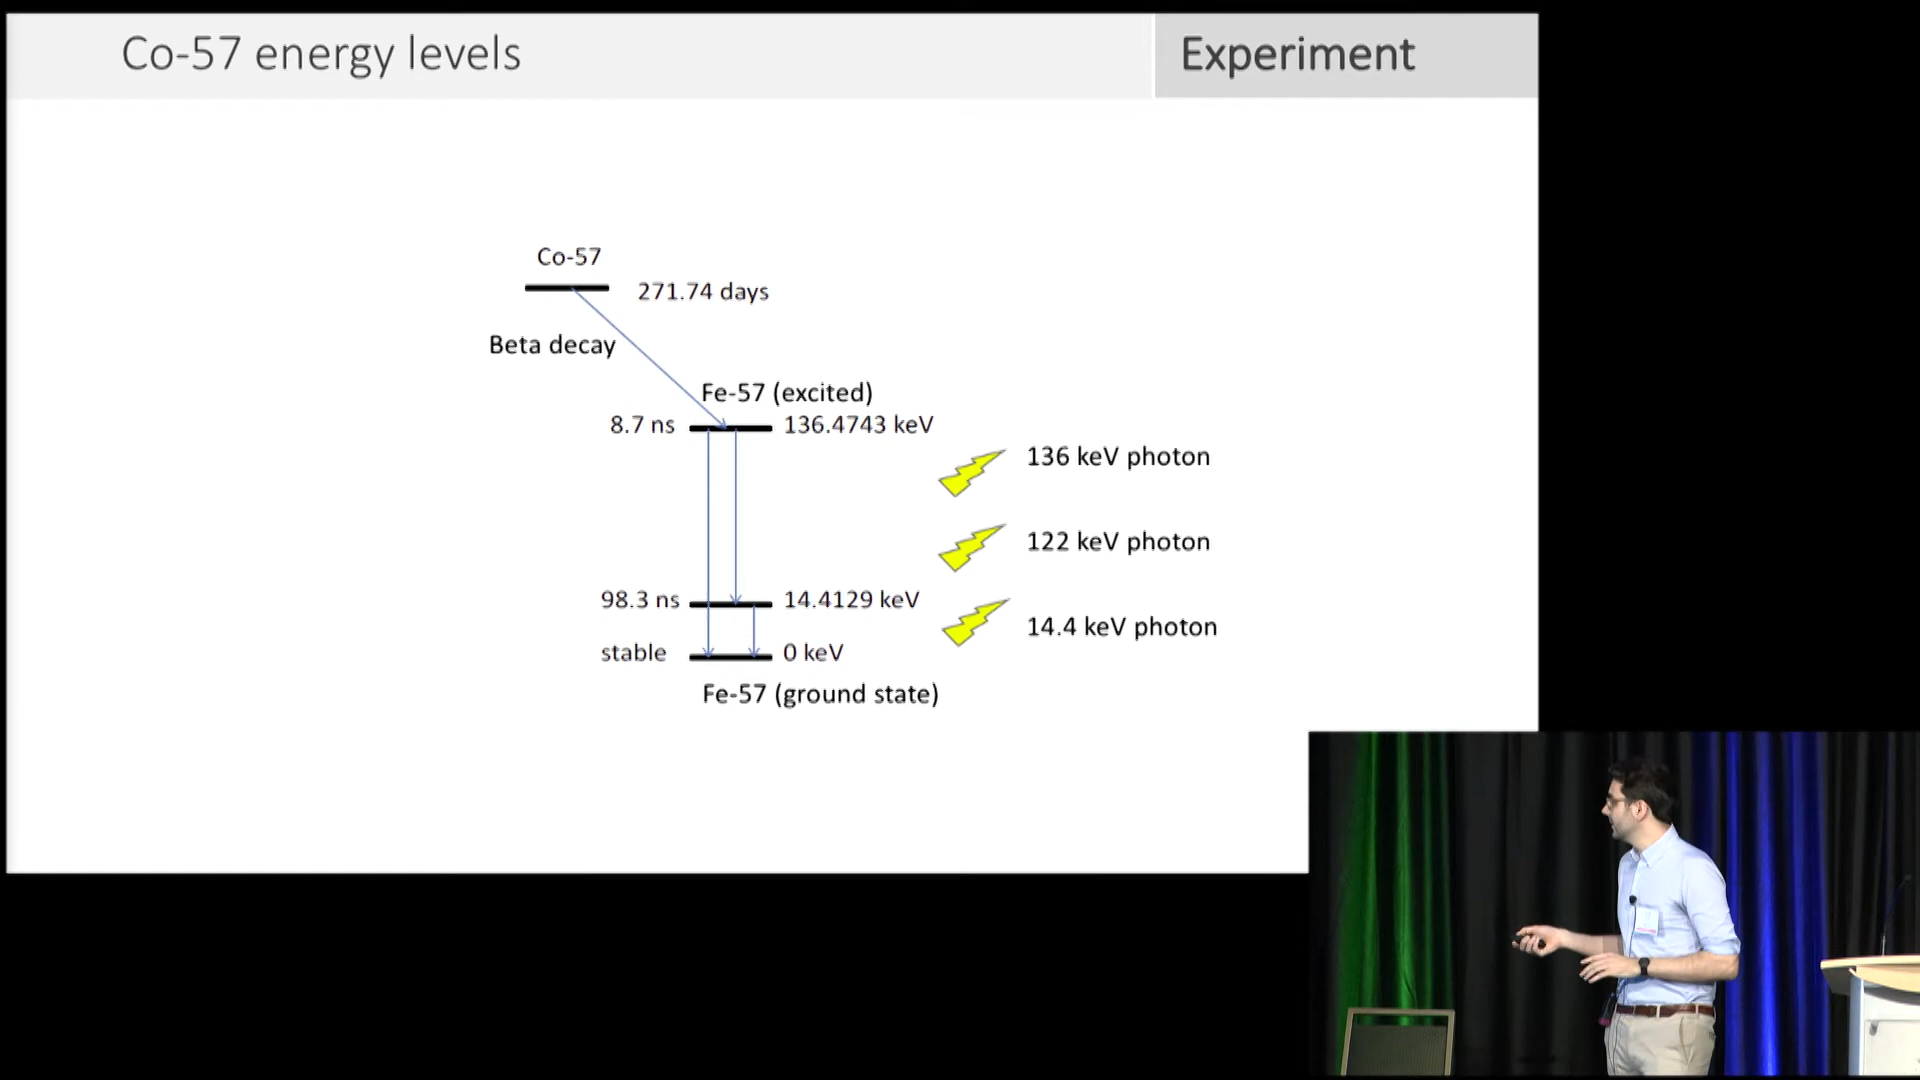 Co-57 energy levels
Experiment
Co-57
271.74 days
Beta decay
Fe-57 (excited)
8.7 ns
136.4743 keV
136 keV photon
122 keV photon
98.3 ns
14.4129 keV
14.4 keV photon
stable
0 keV
Fe-57 (ground state)